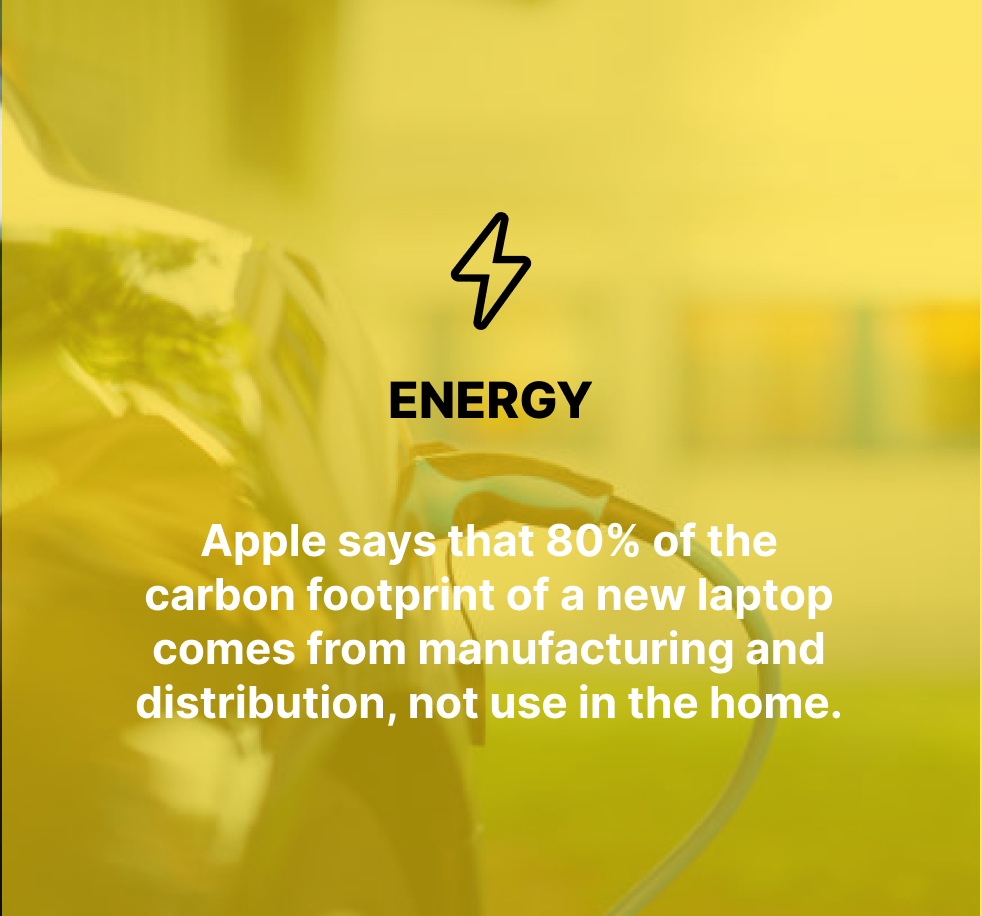 ENERGY
Apple says that 80% of the
carbon footprint of a new laptop
comes from manufacturing and
distribution, not use in the home.